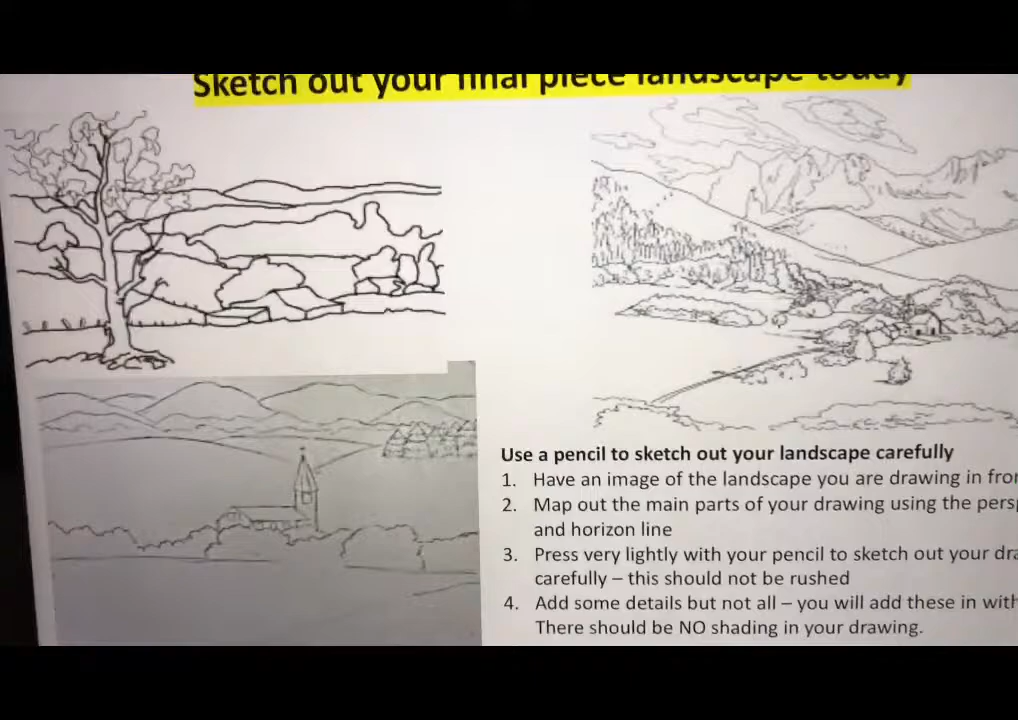 Sketch out your final piece landscape today
Use a pencil to sketch out your landscape carefully
1. Have an image of the landscape you are drawing in
2. Map out the main parts of your drawing using the
and horizon line
3. Press very lightly with your pencil to sketch out your
carefully – this should not be rushed
4. Add some details but not all – you will add these in
There should be NO shading in your drawing.